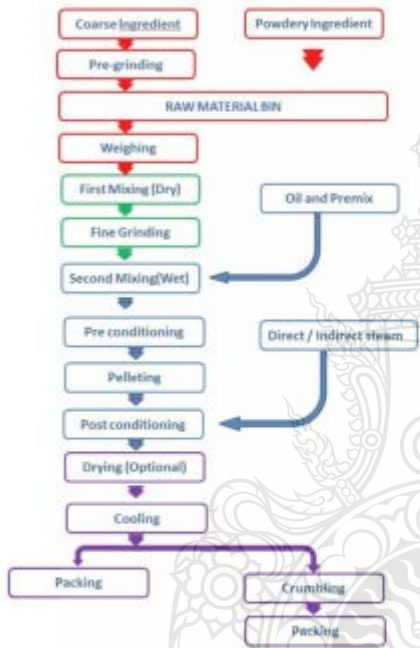 Coarse Ingredient
Powdery Ingredient
Pre-grinding
RAW MATERIAL BIN
Weighing
First Mixing (Dry)
Oil and Premix
Fine Grinding
Second Mixing(Wet)
Pre conditioning
Direct / Indirect steam
Pelleting
Post conditioning
Drying (Optional)
Cooling
Packing
Crumbling
Packing